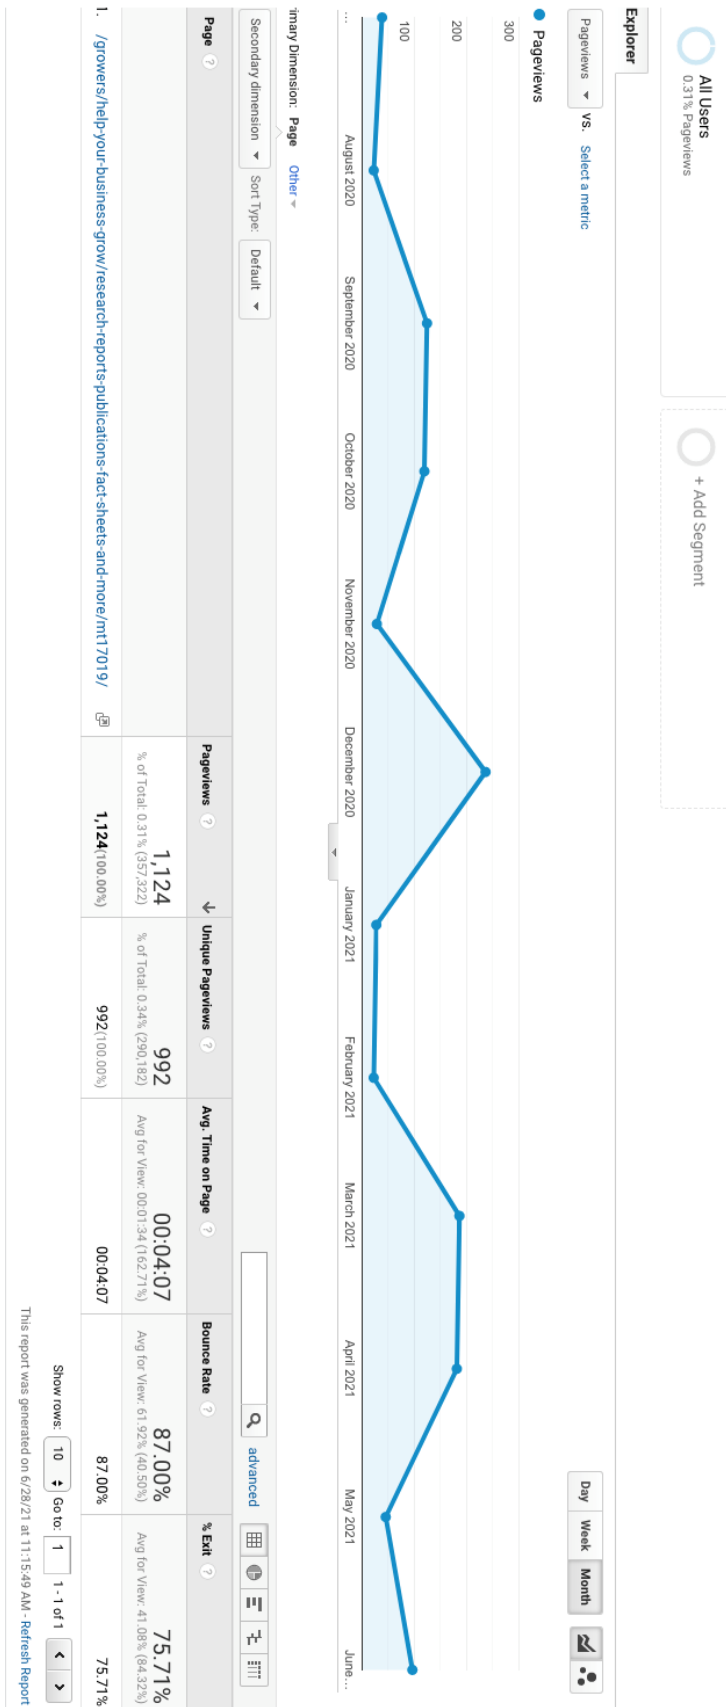 All Users
0.31% Pageviews
+ Add Segment
Explorer
Pageviews vs. Select a metric
Day Week Month
Pageviews
300
200
100
... August 2020 September 2020 October 2020 November 2020 December 2020 January 2021 February 2021 March 2021 April 2021 May 2021 June...
imary Dimension: Page Other
Secondary dimension Sort Type: Default advanced
Page ? Pageviews ? Unique Pageviews ? Avg. Time on Page ? Bounce Rate ? % Exit ?
1,124 992 00:04:07 87.00% 75.71%
% of Total: 0.31% (357,322) % of Total: 0.34% (290,182) Avg for View: 00:01:34 (162.71%) Avg for View: 61.92% (40.50%) Avg for View: 41.08% (84.32%)
1. /growers/help-your-business-grow/research-reports-publications-fact-sheets-and-more/mt17019/ 1,124(100.00%) 992(100.00%) 00:04:07 87.00% 75.71%
Show rows: 10 Go to: 1 1 - 1 of 1
This report was generated on 6/28/21 at 11:15:49 AM - Refresh Report